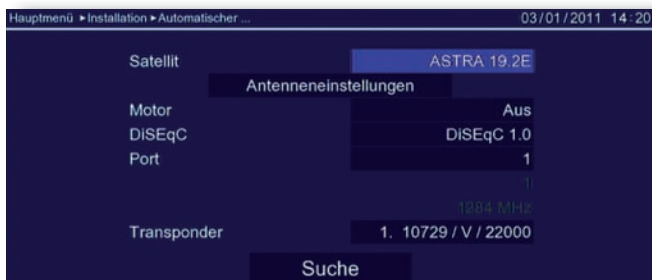 Hauptmenü ▸Installation ▸Automatischer ... 03/01/2011 14:20
Satellit ASTRA 19.2E
Antenneneinstellungen
Motor Aus
DiSEqC DiSEqC 1.0
Port 1
1
1284 MHz
Transponder 1. 10729 / V / 22000
Suche